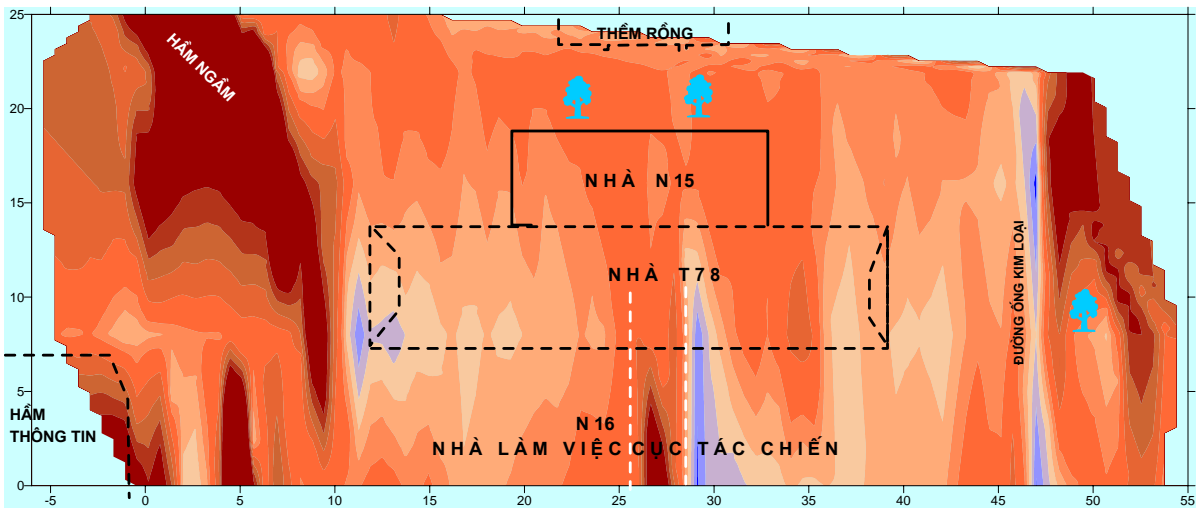 25
20
15
10
5
0
-5
0
5
10
15
20
25
30
35
40
45
50
55
THỀM RỒNG
HẦM NGẦM
NHÀ N15
NHÀ T78
ĐƯỜNG ỐNG KIM LOẠI
HẦM
THÔNG TIN
N16
NHÀ LÀM VIỆC CỤC TÁC CHIẾN